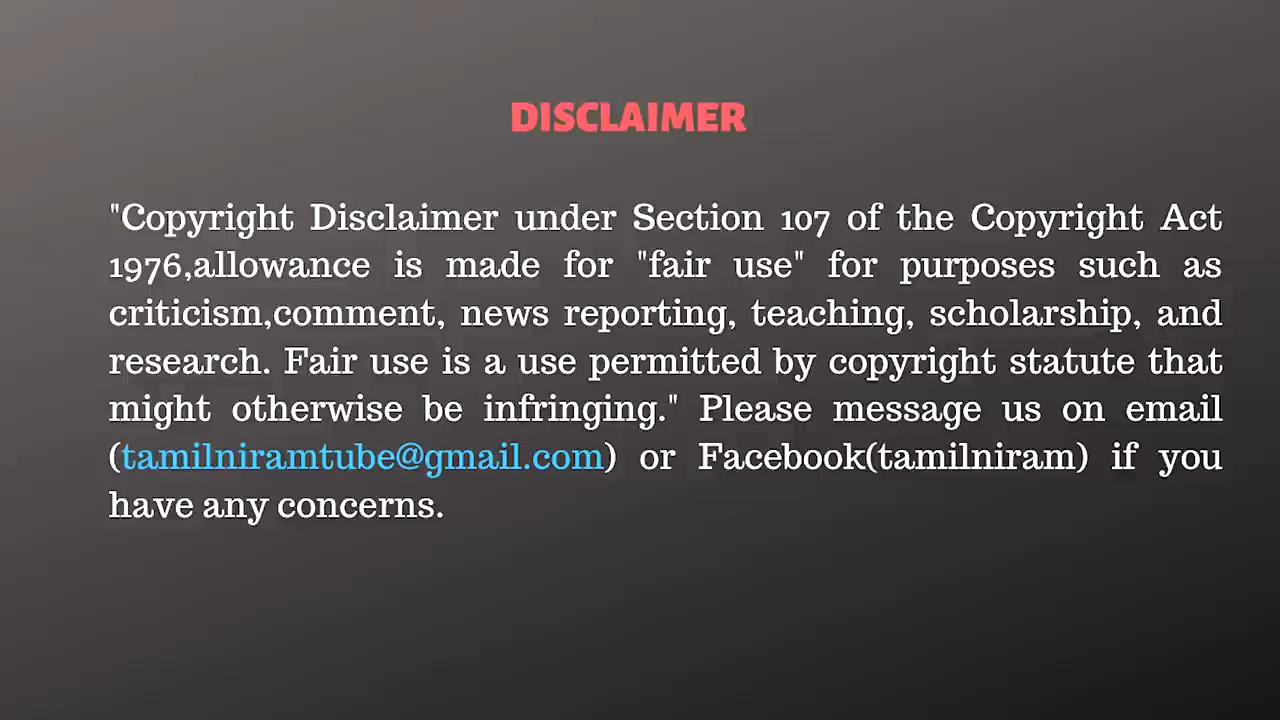 DISCLAIMER
"Copyright Disclaimer under Section 107 of the Copyright Act
1976,allowance is made for "fair use" for purposes such as
criticism,comment, news reporting, teaching, scholarship, and
research. Fair use is a use permitted by copyright statute that
might otherwise be infringing." Please message us on email
(tamilniramtube@gmail.com) or Facebook(tamilniram) if you
have any concerns.